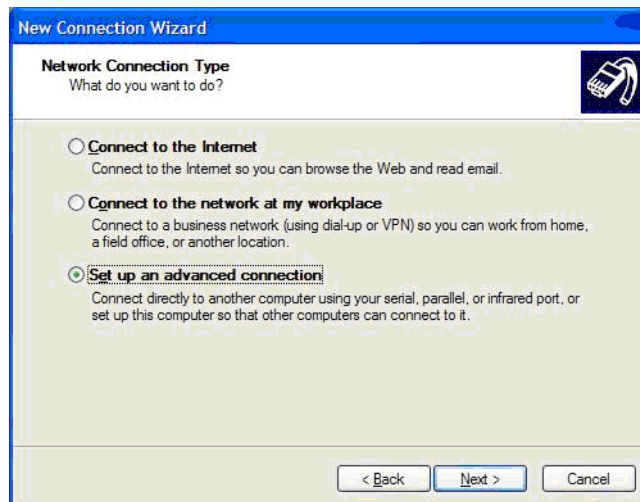 New Connection Wizard
Network Connection Type
What do you want to do?
Connect to the Internet
Connect to the Internet so you can browse the Web and read email.
Connect to the network at my workplace
Connect to a business network (using dial-up or VPN) so you can work from home,
a field office, or another location.
Set up an advanced connection
Connect directly to another computer using your serial, parallel, or infrared port, or
set up this computer so that other computers can connect to it.
< Back
Next >
Cancel